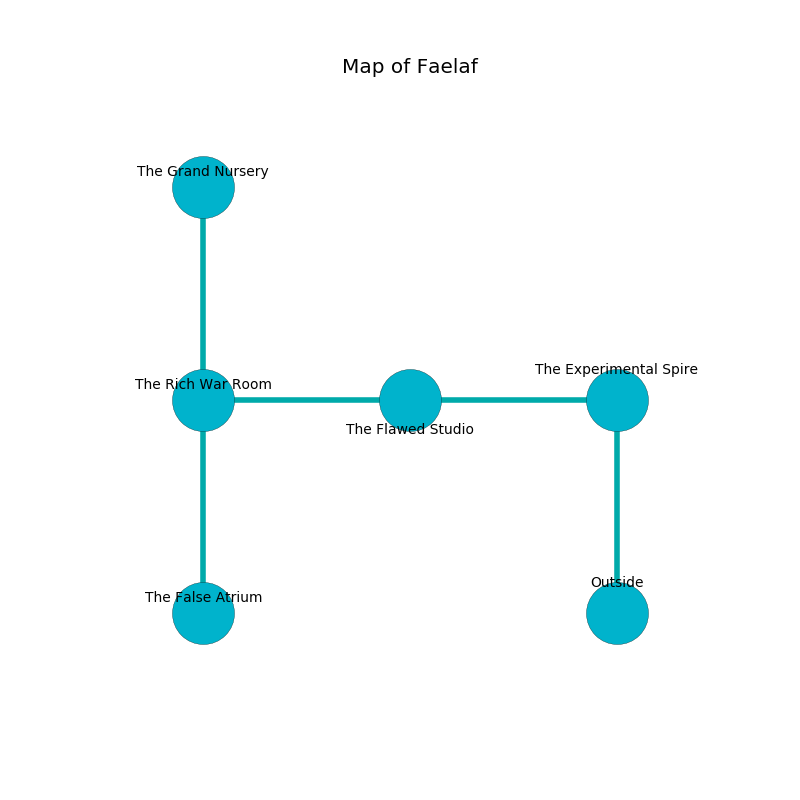 Map of Faelaf
The Grand Nursery
The Experimental Spire
The Rich War Room
The Flawed Studio
Outside
The False Atrium